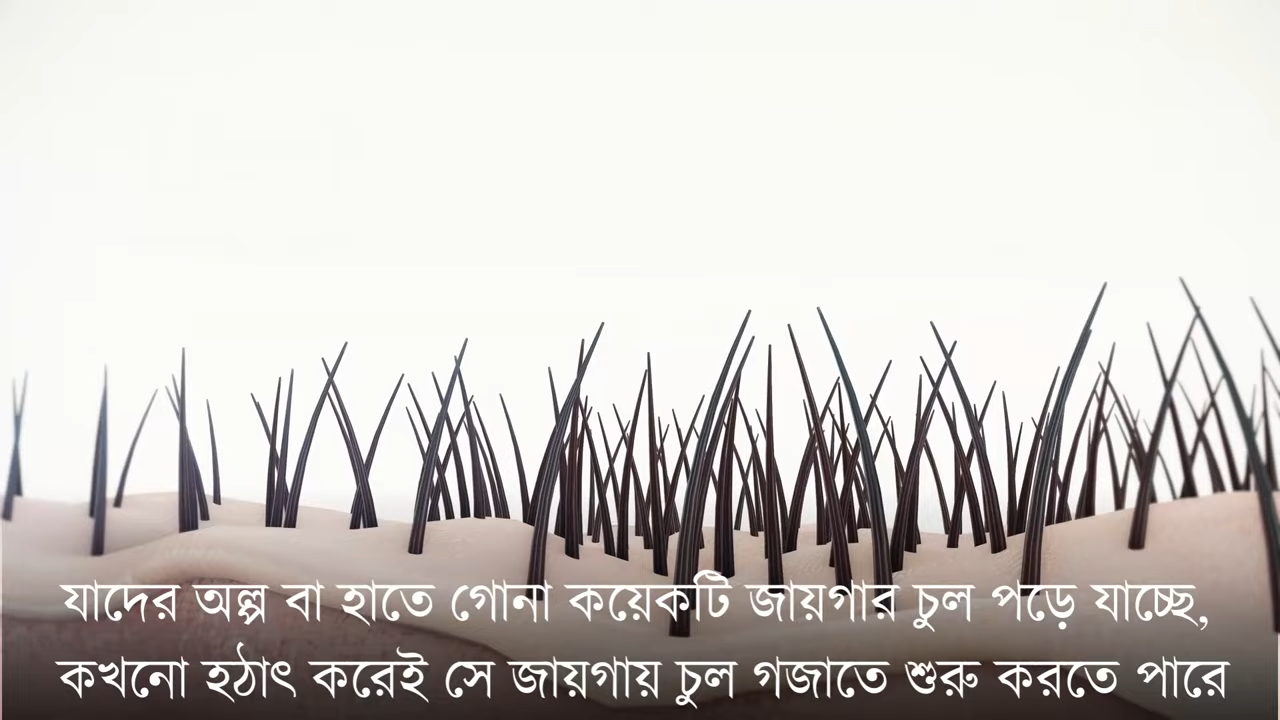 যাদের অল্প বা হাতে গোনা কয়েকটি জায়গার চুল পড়ে যাচ্ছে,
কখনো হঠাৎ করেই সে জায়গায় চুল গজাতে শুরু করতে পারে